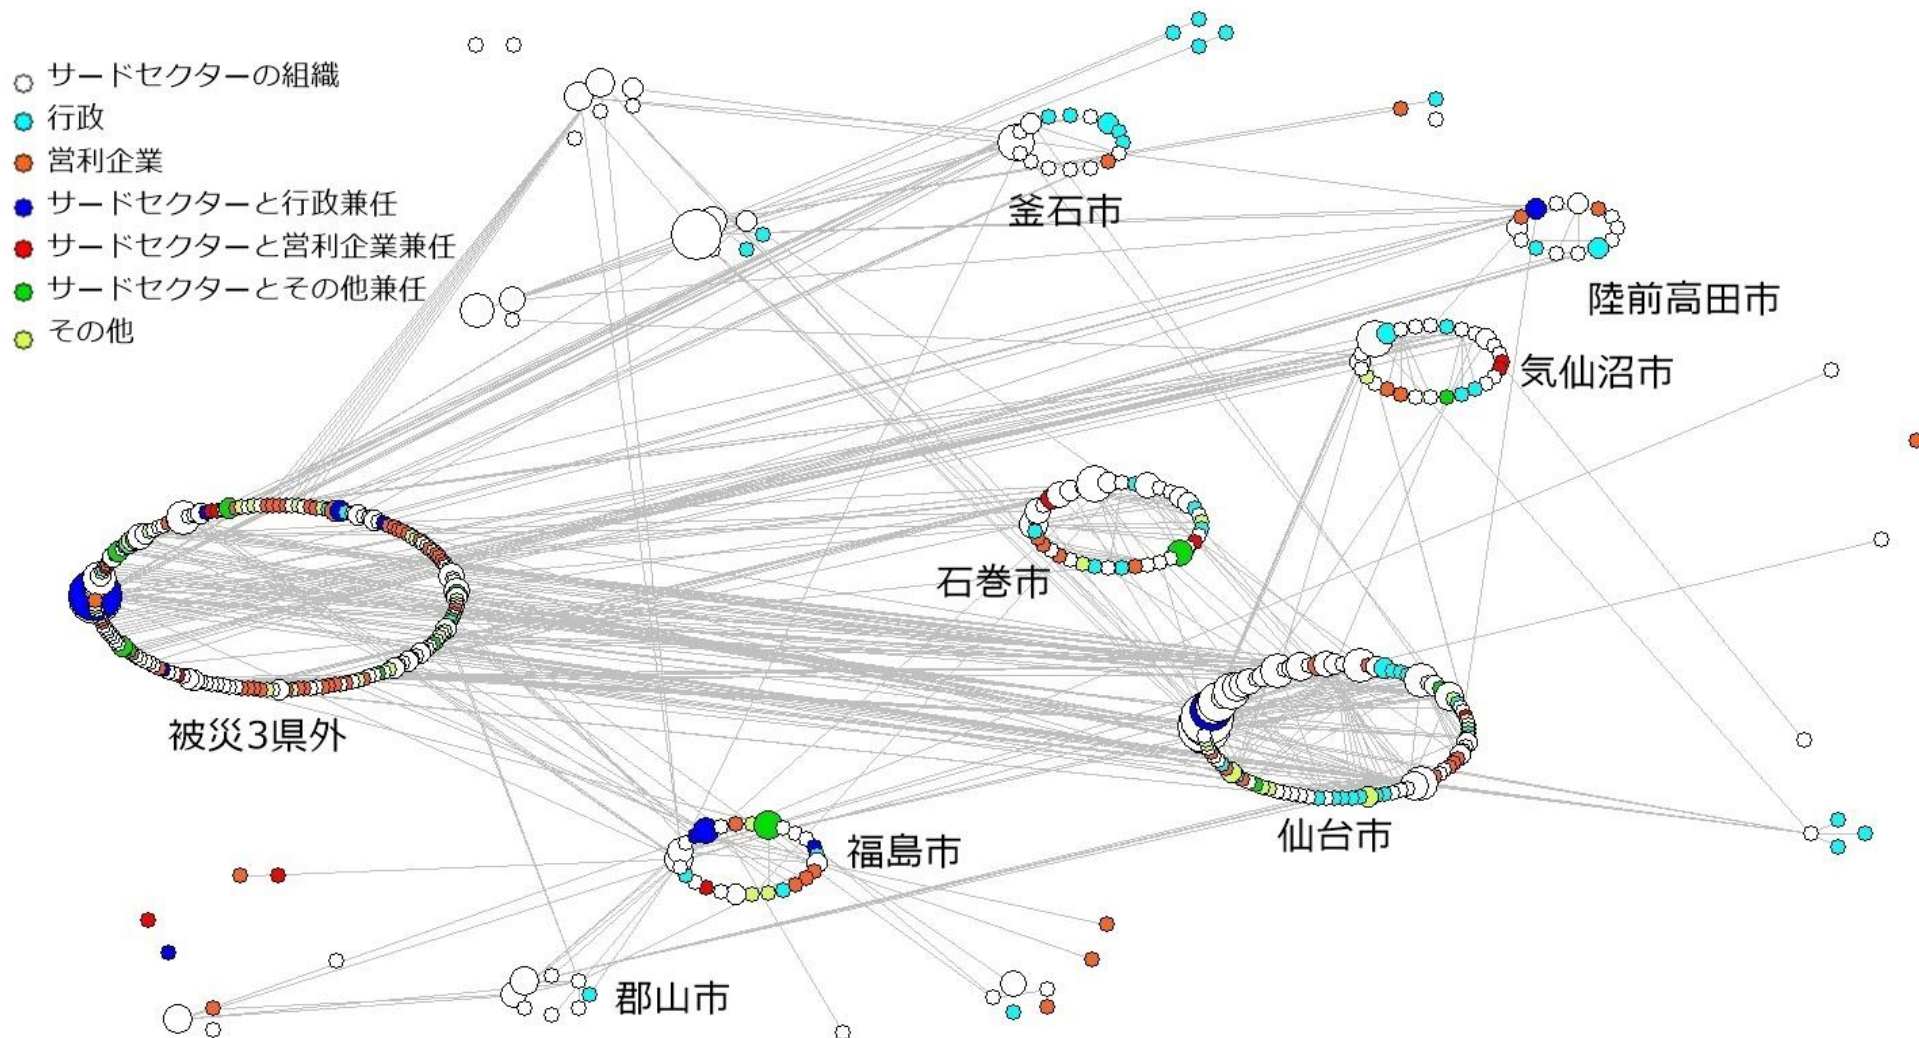 サードセクターの組織
行政
営利企業
サードセクターと行政兼任
サードセクターと営利企業兼任
サードセクターとその他兼任
その他
釜石市
陸前高田市
気仙沼市
石巻市
被災3県外
仙台市
福島市
郡山市